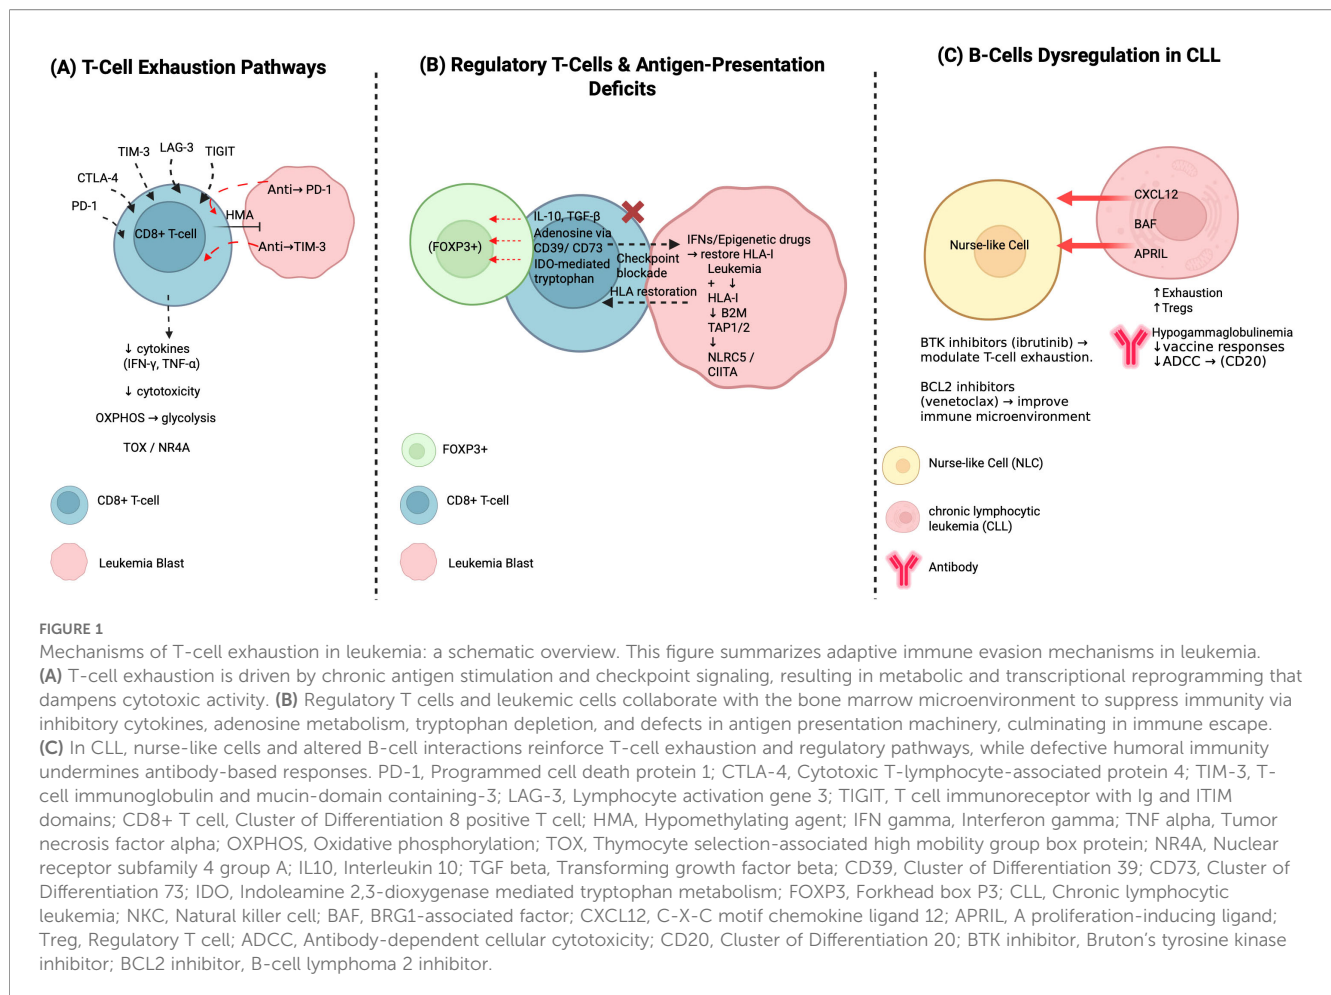 (A) T-Cell Exhaustion Pathways
TIM-3
LAG-3
TIGIT
CTLA-4
PD-1
CD8+ T-cell
HMA
Anti→ PD-1
Anti→TIM-3
↓ cytokines
(IFN-γ, TNF-α)
↓ cytotoxicity
OXPHOS → glycolysis
TOX / NR4A
CD8+ T-cell
Leukemia Blast
(B) Regulatory T-Cells & Antigen-Presentation
Deficits
(FOXP3+)
IL-10, TGF-β
Adenosine via
CD39/ CD73
IDO-mediated
tryptophan
Checkpoint
blockade
HLA restoration
IFNs/Epigenetic drugs
→ restore HLA-I
Leukemia
+ ↓
HLA-I
↓ B2M
TAP1/2
↓
NLRC5 /
CIITA
FOXP3+
CD8+ T-cell
Leukemia Blast
(C) B-Cells Dysregulation in CLL
Nurse-like Cell
CXCL12
BAF
APRIL
↑Exhaustion
↑Tregs
BTK inhibitors (ibrutinib) →
modulate T-cell exhaustion.
BCL2 inhibitors
(venetoclax) → improve
immune microenvironment
Hypogammaglobulinemia
↓vaccine responses
↓ADCC → (CD20)
Nurse-like Cell (NLC)
chronic lymphocytic
leukemia (CLL)
Antibody
FIGURE 1
Mechanisms of T-cell exhaustion in leukemia: a schematic overview. This figure summarizes adaptive immune evasion mechanisms in leukemia.
(A) T-cell exhaustion is driven by chronic antigen stimulation and checkpoint signaling, resulting in metabolic and transcriptional reprogramming that
dampens cytotoxic activity. (B) Regulatory T cells and leukemic cells collaborate with the bone marrow microenvironment to suppress immunity via
inhibitory cytokines, adenosine metabolism, tryptophan depletion, and defects in antigen presentation machinery, culminating in immune escape.
(C) In CLL, nurse-like cells and altered B-cell interactions reinforce T-cell exhaustion and regulatory pathways, while defective humoral immunity
undermines antibody-based responses. PD-1, Programmed cell death protein 1; CTLA-4, Cytotoxic T-lymphocyte-associated protein 4; TIM-3, T-
cell immunoglobulin and mucin-domain containing-3; LAG-3, Lymphocyte activation gene 3; TIGIT, T cell immunoreceptor with Ig and ITIM
domains; CD8+ T cell, Cluster of Differentiation 8 positive T cell; HMA, Hypomethylating agent; IFN gamma, Interferon gamma; TNF alpha, Tumor
necrosis factor alpha; OXPHOS, Oxidative phosphorylation; TOX, Thymocyte selection-associated high mobility group box protein; NR4A, Nuclear
receptor subfamily 4 group A; IL10, Interleukin 10; TGF beta, Transforming growth factor beta; CD39, Cluster of Differentiation 39; CD73, Cluster of
Differentiation 73; IDO, Indoleamine 2,3-dioxygenase mediated tryptophan metabolism; FOXP3, Forkhead box P3; CLL, Chronic lymphocytic
leukemia; NKC, Natural killer cell; BAF, BRG1-associated factor; CXCL12, C-X-C motif chemokine ligand 12; APRIL, A proliferation-inducing ligand;
Treg, Regulatory T cell; ADCC, Antibody-dependent cellular cytotoxicity; CD20, Cluster of Differentiation 20; BTK inhibitor, Bruton's tyrosine kinase
inhibitor; BCL2 inhibitor, B-cell lymphoma 2 inhibitor.